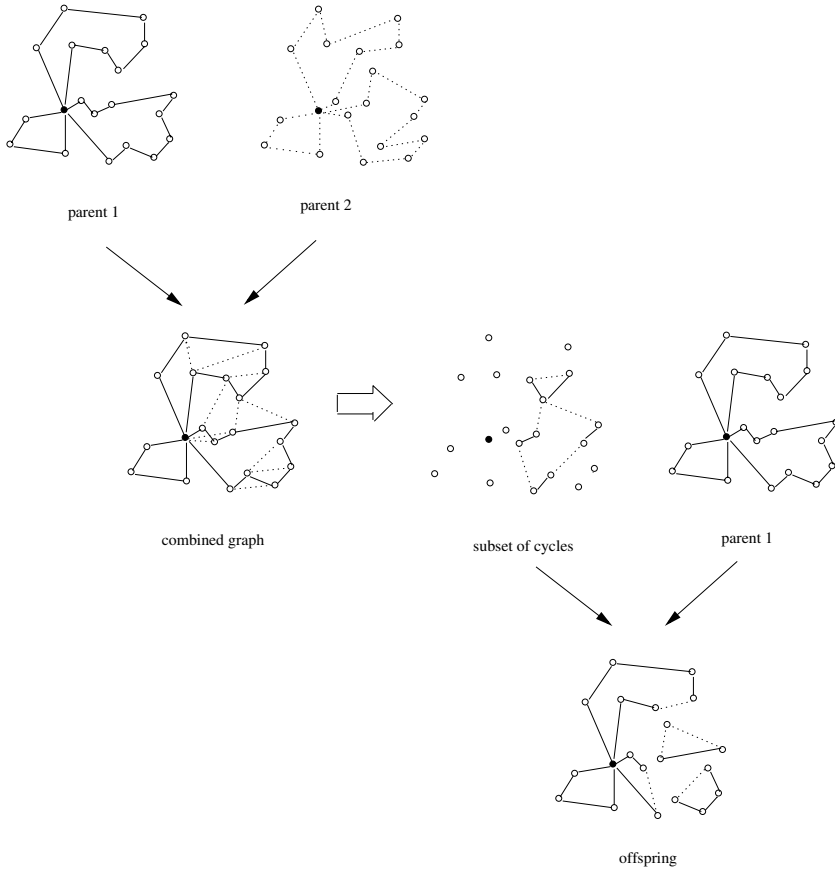 parent 1
parent 2
combined graph
subset of cycles
parent 1
offspring